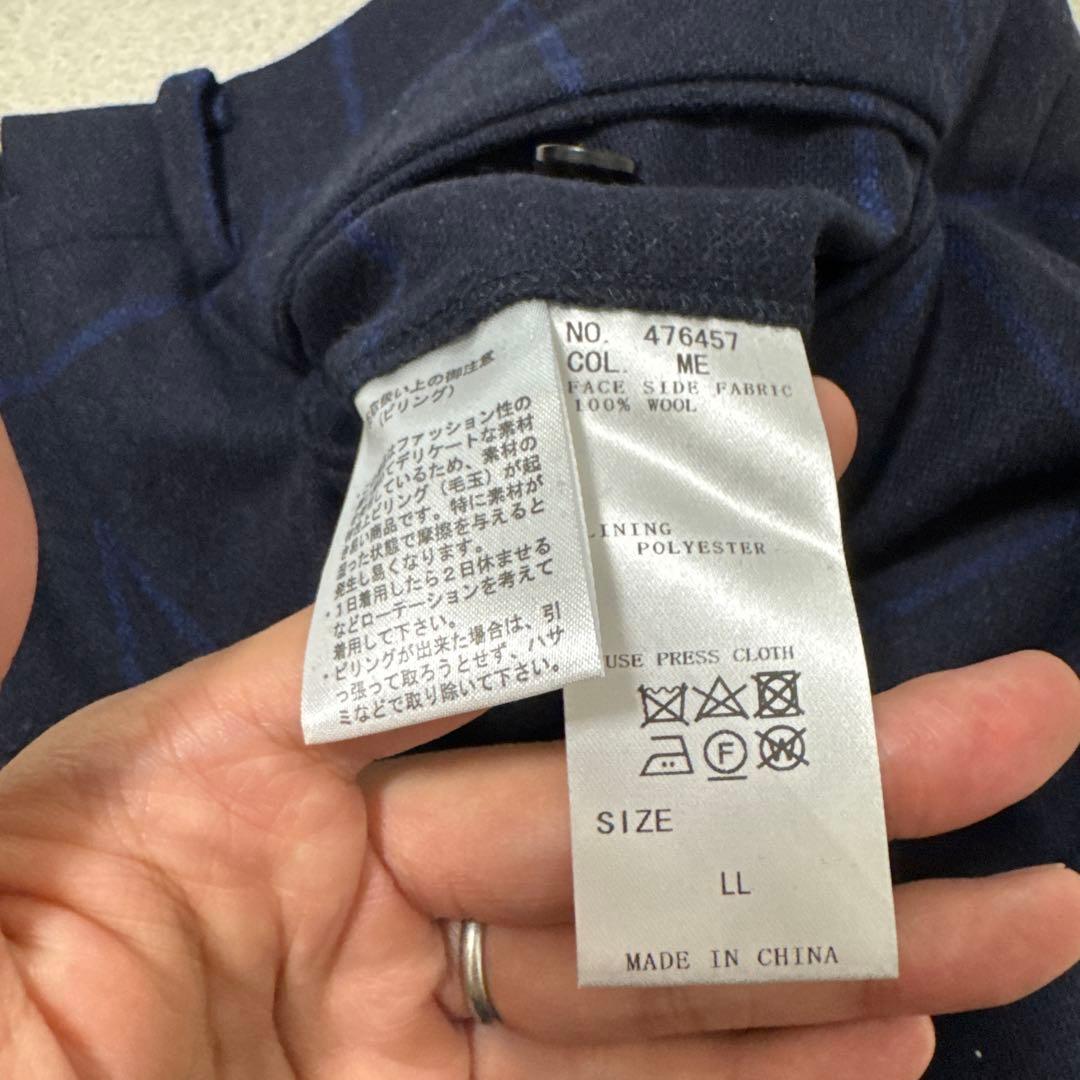 取扱い上の御注意
(ピリング)
はファッション性の
デリケートな素材
しているため、素材の
ピリング (毛玉) が起
易い商品です。特に素材が
湿った状態で摩擦を与えると
発生し易くなります。
・1日着用したら2日休ませる
などローテーションを考えて
着用して下さい。
・ピリングが出来た場合は、引
っ張って取ろうとせず、ハサ
ミなどで取り除いて下さい。
NO. 476457
COL. ME
FACE SIDE FABRIC
100% WOOL
LINING
POLYESTER
USE PRESS CLOTH
F W
SIZE
LL
MADE IN CHINA